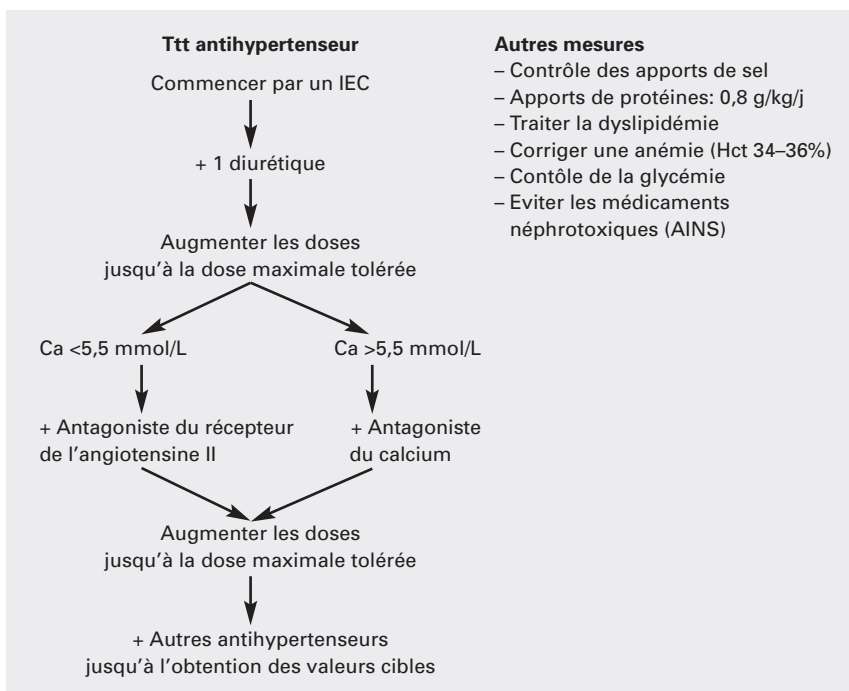 Ttt antihypertenseur
Commencer par un IEC
+ 1 diurétique
Augmenter les doses
jusqu'à la dose maximale tolérée
Ca <5,5 mmol/L
Ca >5,5 mmol/L
+ Antagoniste du récepteur
de l'angiotensine II
+ Antagoniste
du calcium
Augmenter les doses
jusqu'à la dose maximale tolérée
+ Autres antihypertenseurs
jusqu'à l'obtention des valeurs cibles
Autres mesures
– Contrôle des apports de sel
– Apports de protéines: 0,8 g/kg/j
– Traiter la dyslipidémie
– Corriger une anémie (Hct 34–36%)
– Contôle de la glycémie
– Eviter les médicaments
néphrotoxiques (AINS)